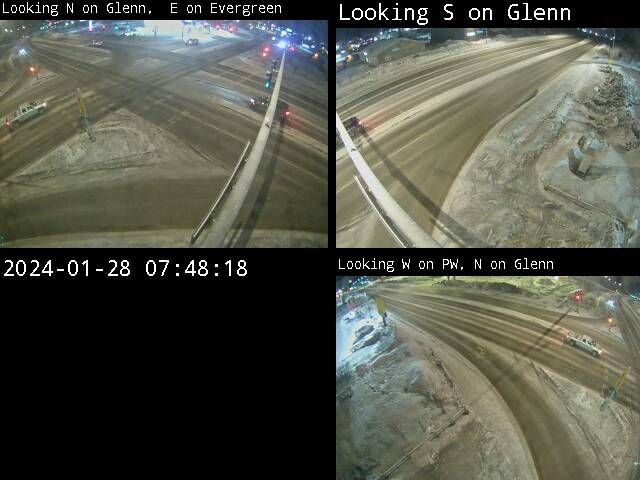 Looking N on Glenn,  E on Evergreen
Looking S on Glenn
2024-01-28 07:48:18
Looking W on PW, N on Glenn